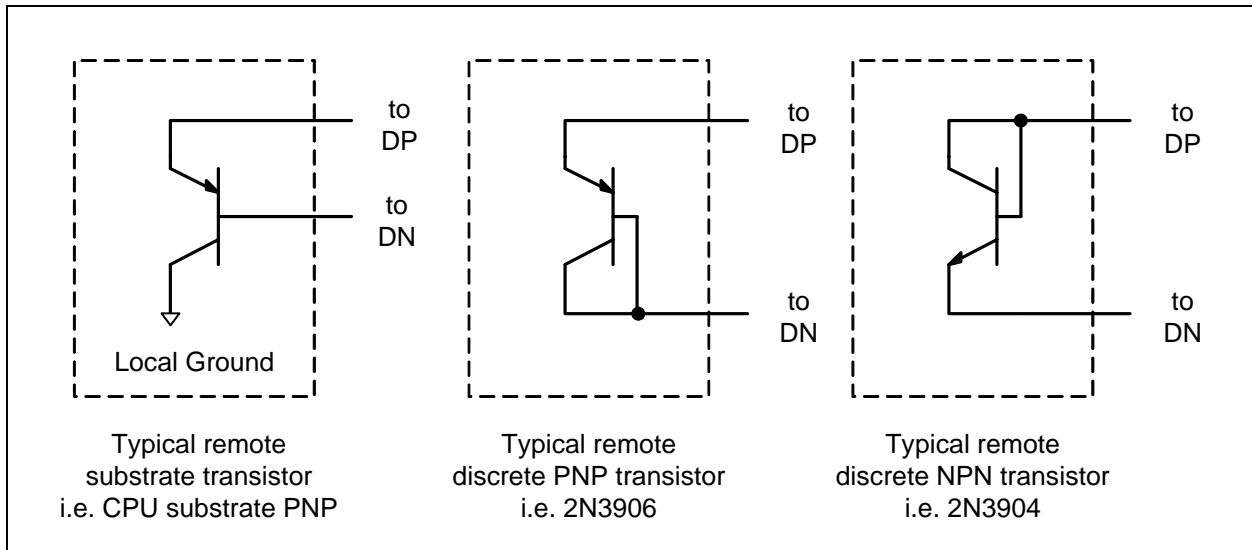 to
DP
to
DN
Local Ground
Typical remote
substrate transistor
i.e. CPU substrate PNP
to
DP
to
DN
Typical remote
discrete PNP transistor
i.e. 2N3906
to
DP
to
DN
Typical remote
discrete NPN transistor
i.e. 2N3904